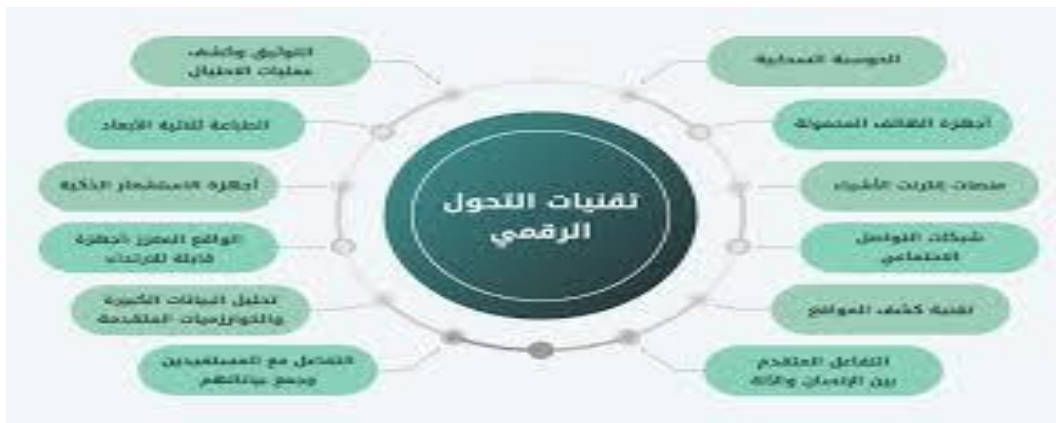 تقنيات التحول
الرقمي
الحوسبة السحابية
أجهزة الهاتف المحمولة
منصات إنترنت الأشياء
شبكات التواصل
الاجتماعي
تقنية كشف المواقع
التفاعل المتقدم
بين الإنسان والآلة
التوثيق وكشف
عمليات الاحتيال
الطباعة ثلاثية الأبعاد
أجهزة الاستشعار الذكية
الواقع المعزز أجهزة
قابلة للارتداء
تحليل البيانات الكبيرة
والخوارزميات المتقدمة
التفاعل مع المستفيدين
وجمع بياناتهم